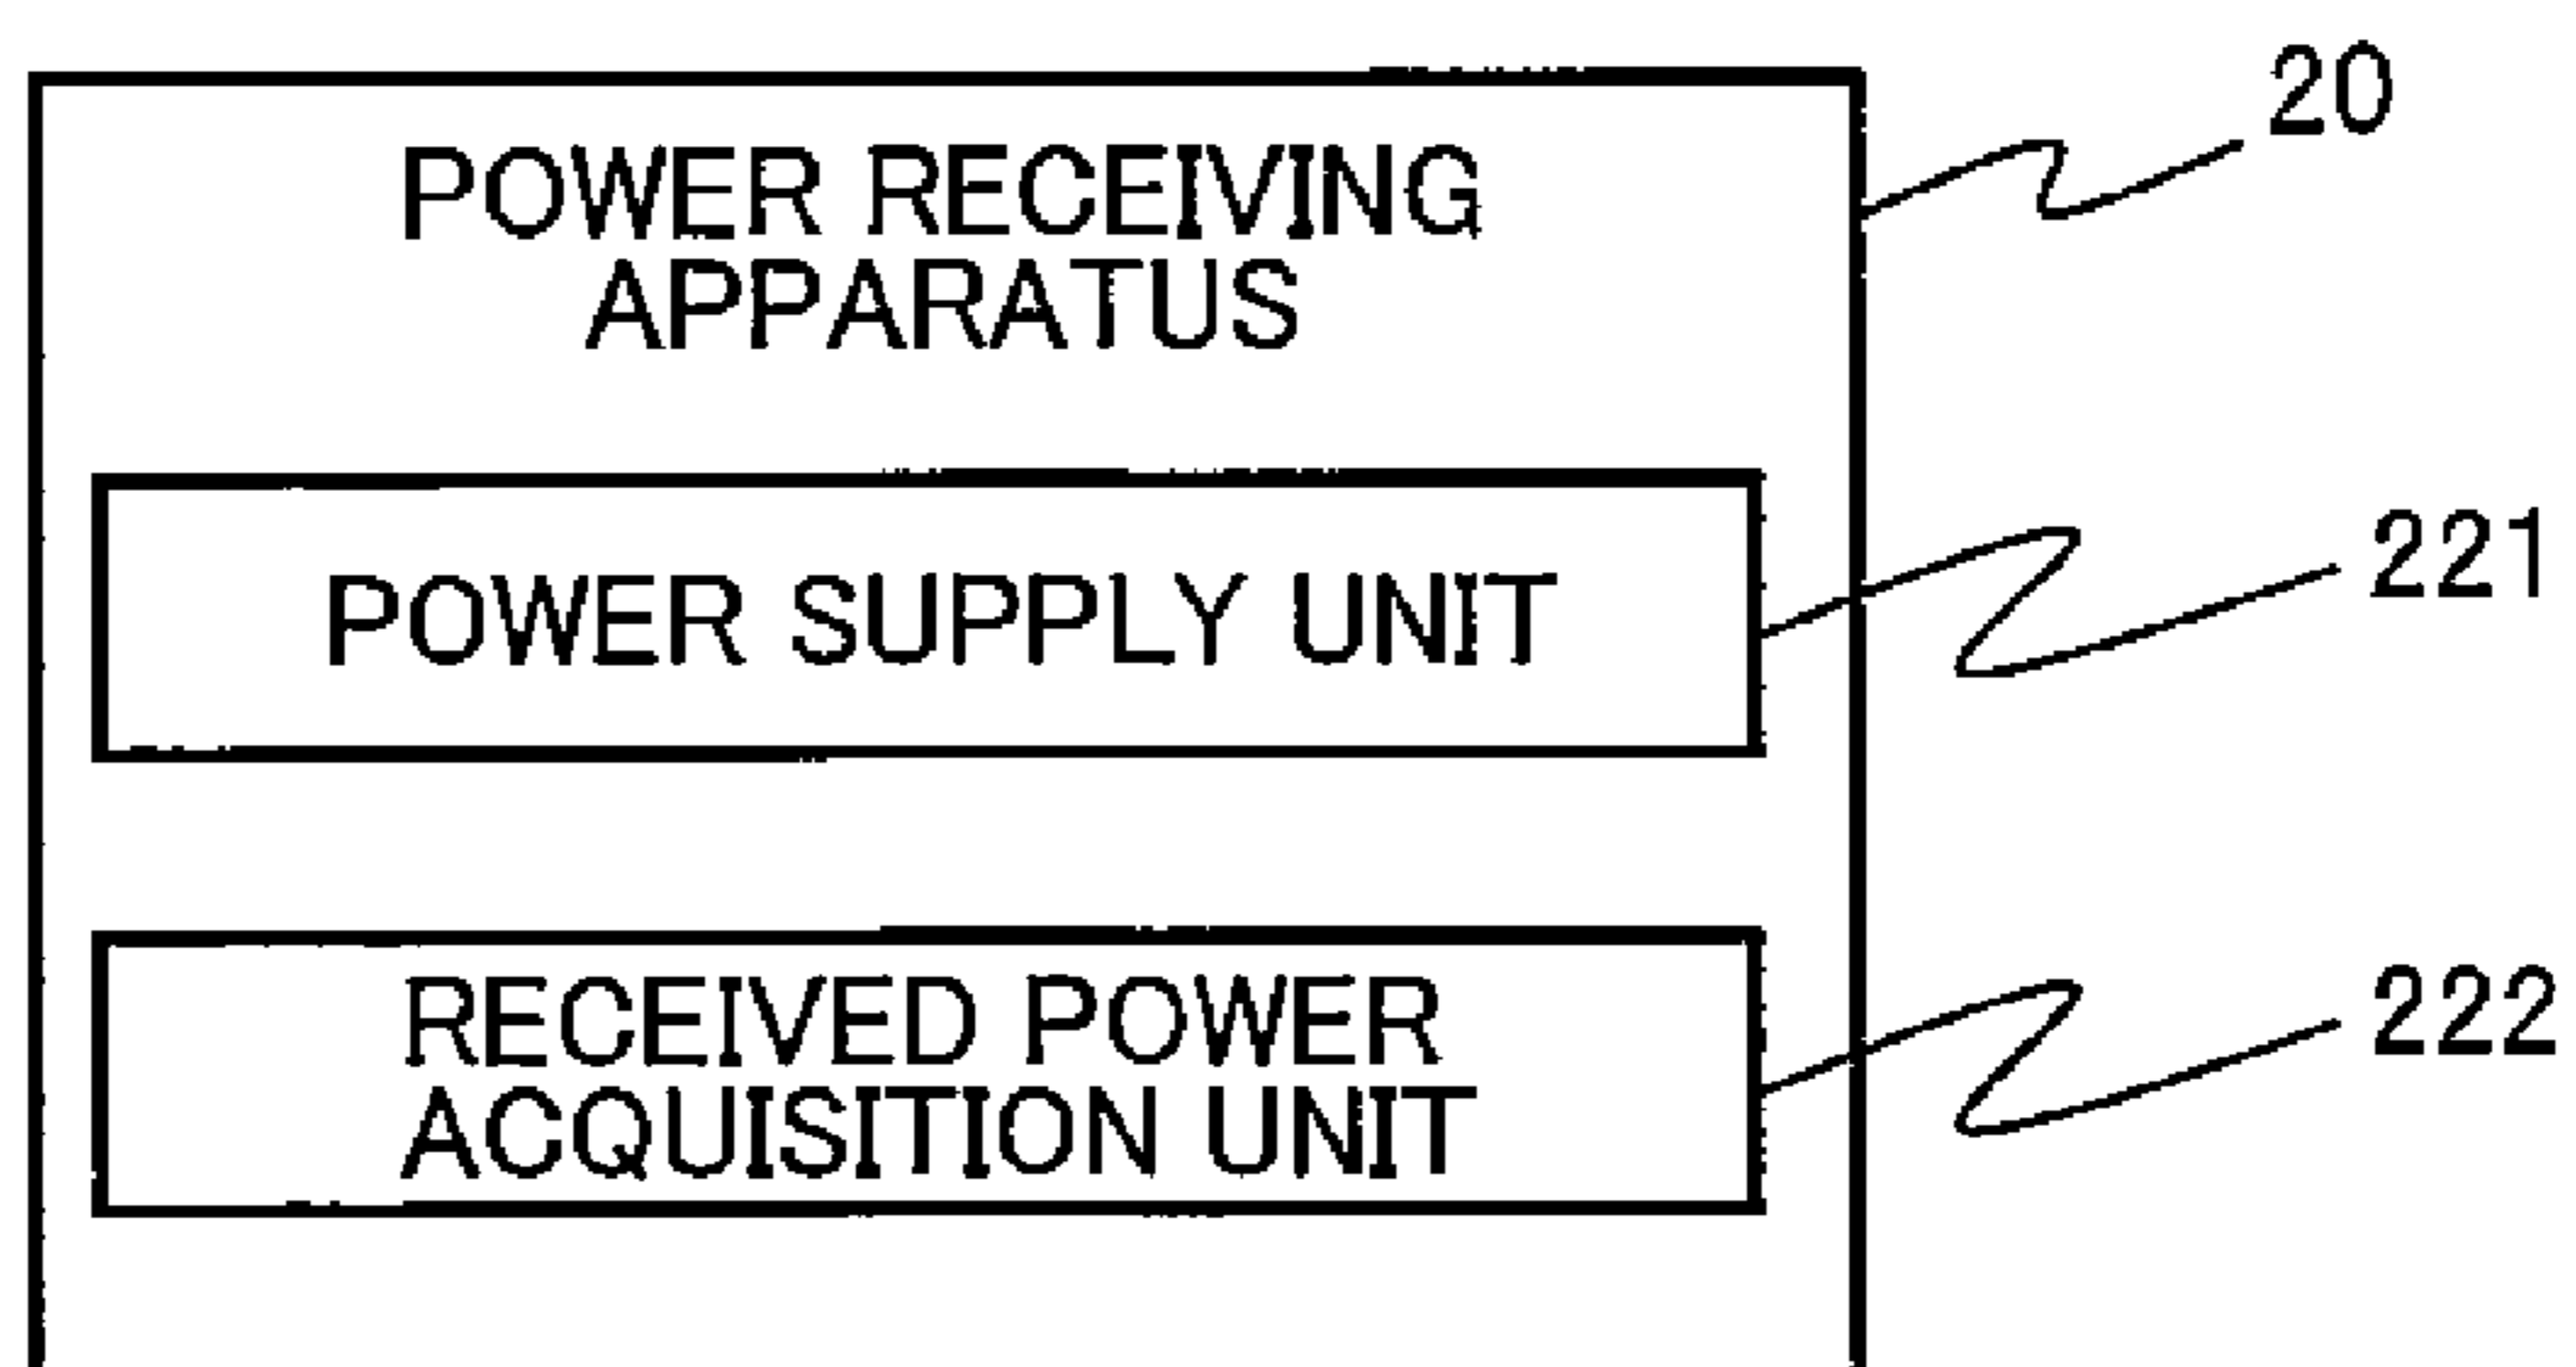 20
POWER RECEIVING
APPARATUS
221
POWER SUPPLY UNIT
222
RECEIVED POWER
ACQUISITION UNIT